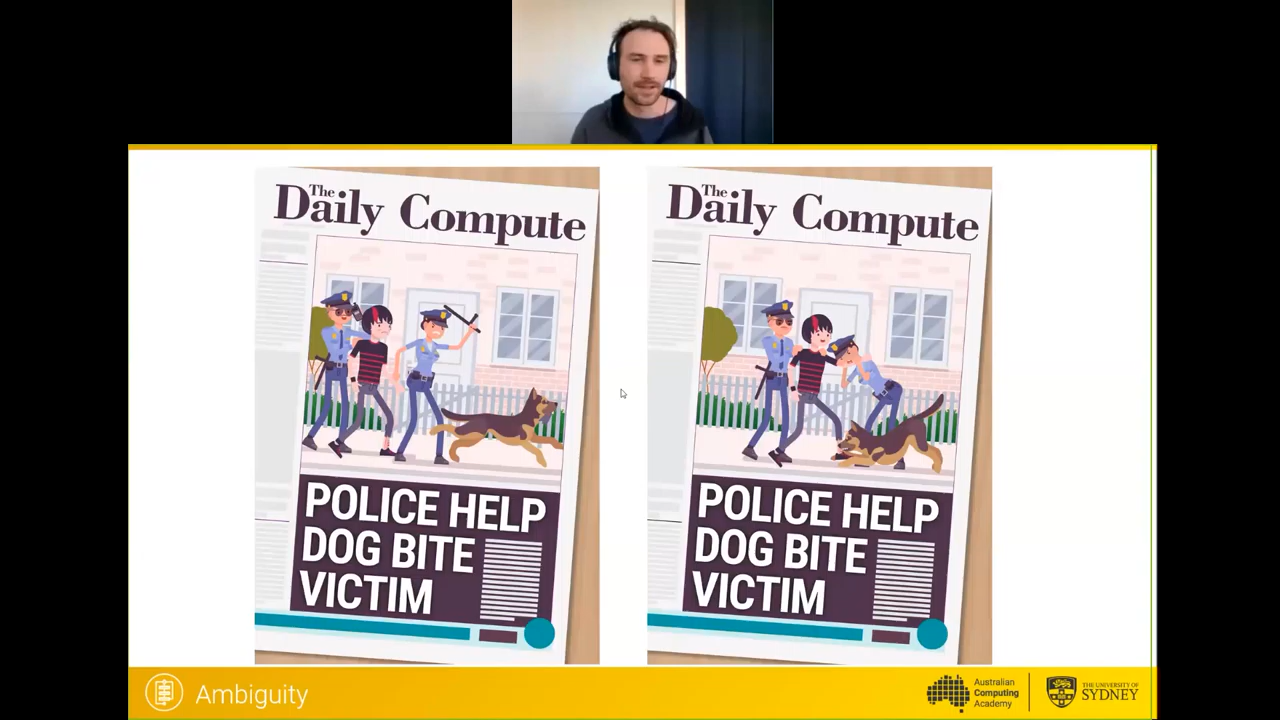 The
Daily Compute
POLICE HELP
DOG BITE
VICTIM
The
Daily Compute
POLICE HELP
DOG BITE
VICTIM
Ambiguity
Australian
Computing
Academy
THE UNIVERSITY OF
SYDNEY